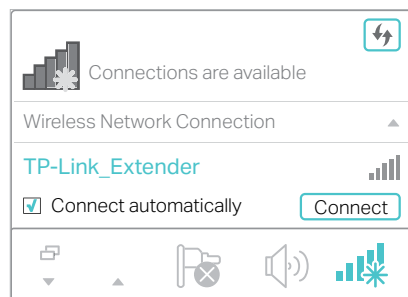 Connections are available
Wireless Network Connection
TP-Link_Extender
Connect automatically
Connect